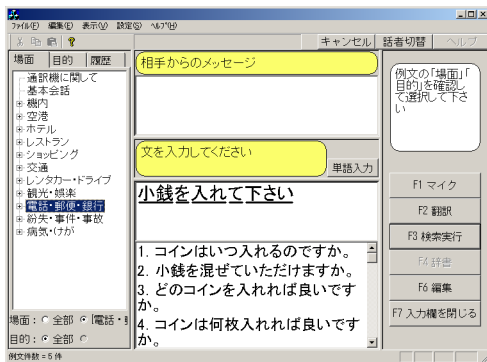 ファイル(F) 編集(E) 表示(V) 設定(S) ヘルプ(H)
キャンセル 話者切替 ヘルプ
場面 目的 履歴
通訳機に関して
基本会話
機内
空港
ホテル
レストラン
ショッピング
交通
レンタカー・ドライブ
観光・娯楽
電話・郵便・銀行
紛失・事件・事故
病気・けが
場面: 全部 「電話・
目的: 全部
例文件数 = 5 件
相手からのメッセージ
文を入力してください
単語入力
小銭を入れて下さい
1. コインはいつ入れるのですか。
2. 小銭を混ぜていただけますか。
3. どのコインを入れれば良いです
か。
4. コインは何枚入れれば良いです
か。
例文の「場面」「
目的」を確認し
て選択して下さ
い
F1 マイク
F2 翻訳
F3 検索実行
F4 辞書
F6 編集
F7 入力欄を閉じる